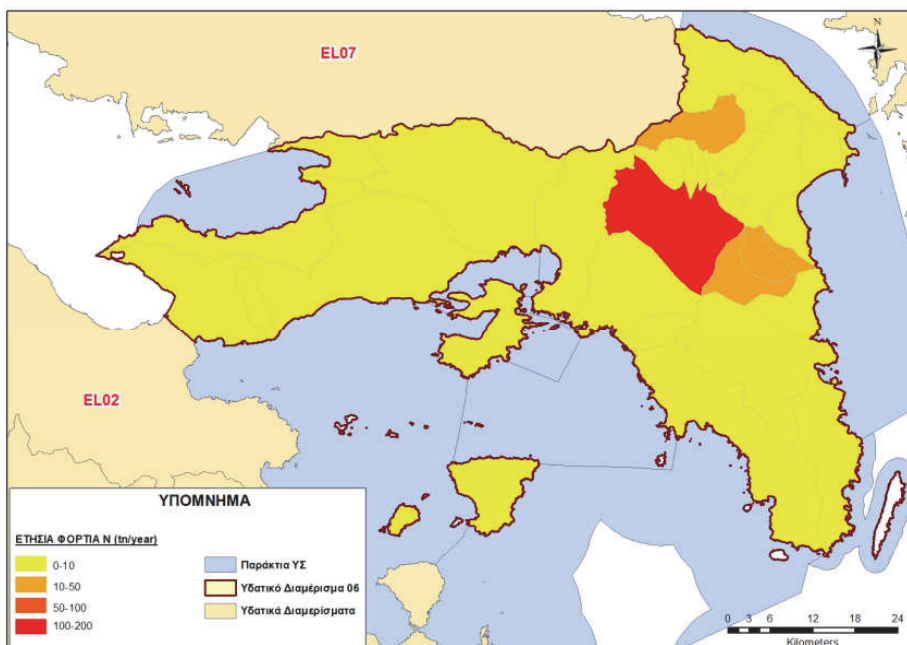 EL07
N
EL02
ΥΠΟΜΝΗΜΑ
ΕΤΗΣΙΑ ΦΟΡΤΙΑ Ν (tn/year)
0-10
10-50
50-100
100-200
Παράκτια ΥΣ
Υδατικό Διαμέρισμα 06
Υδατικά Διαμερίσματα
0 3 6 12 18 24
Kilometers